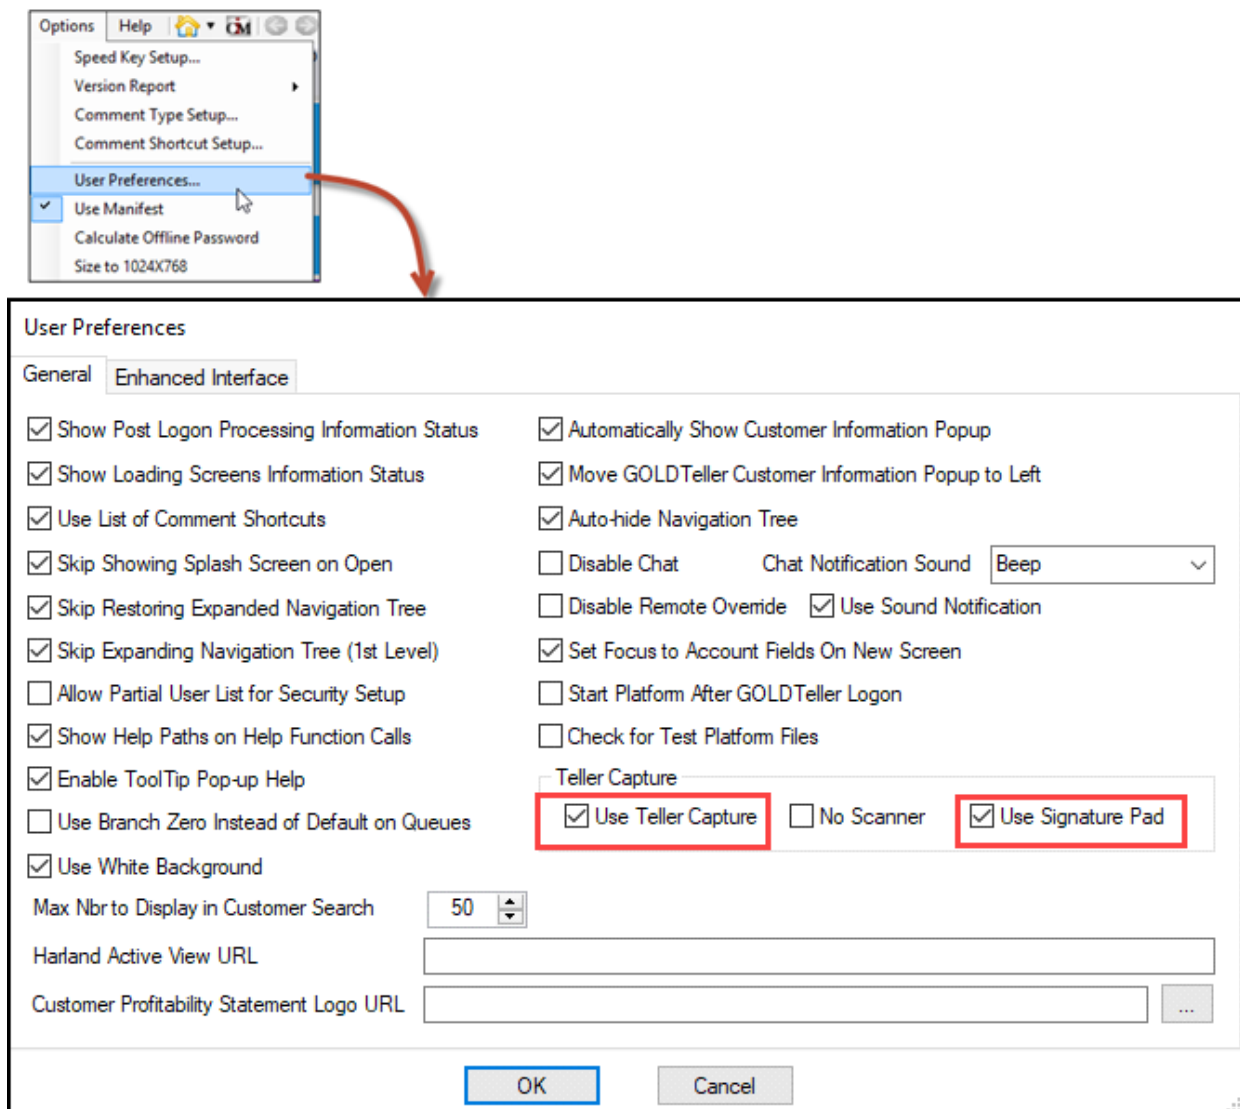 Options Help
Speed Key Setup...
Version Report
Comment Type Setup...
Comment Shortcut Setup...
User Preferences...
Use Manifest
Calculate Offline Password
Size to 1024X768
User Preferences
General Enhanced Interface
Show Post Logon Processing Information Status
Show Loading Screens Information Status
Use List of Comment Shortcuts
Skip Showing Splash Screen on Open
Skip Restoring Expanded Navigation Tree
Skip Expanding Navigation Tree (1st Level)
Allow Partial User List for Security Setup
Show Help Paths on Help Function Calls
Enable ToolTip Pop-up Help
Use Branch Zero Instead of Default on Queues
Use White Background
Automatically Show Customer Information Popup
Move GOLDTeller Customer Information Popup to Left
Auto-hide Navigation Tree
Disable Chat Chat Notification Sound Beep
Disable Remote Override Use Sound Notification
Set Focus to Account Fields On New Screen
Start Platform After GOLDTeller Logon
Check for Test Platform Files
Teller Capture
Use Teller Capture No Scanner Use Signature Pad
Max Nbr to Display in Customer Search 50
Harland Active View URL
Customer Profitability Statement Logo URL ...
OK Cancel